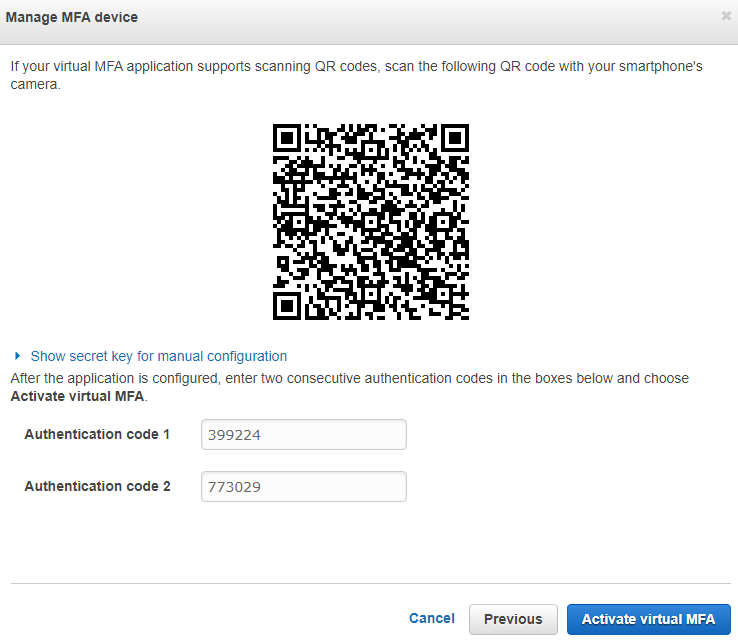 Manage MFA device
If your virtual MFA application supports scanning QR codes, scan the following QR code with your smartphone's
camera.
Show secret key for manual configuration
After the application is configured, enter two consecutive authentication codes in the boxes below and choose
Activate virtual MFA.
Authentication code 1 399224
Authentication code 2 773029
Cancel Previous Activate virtual MFA